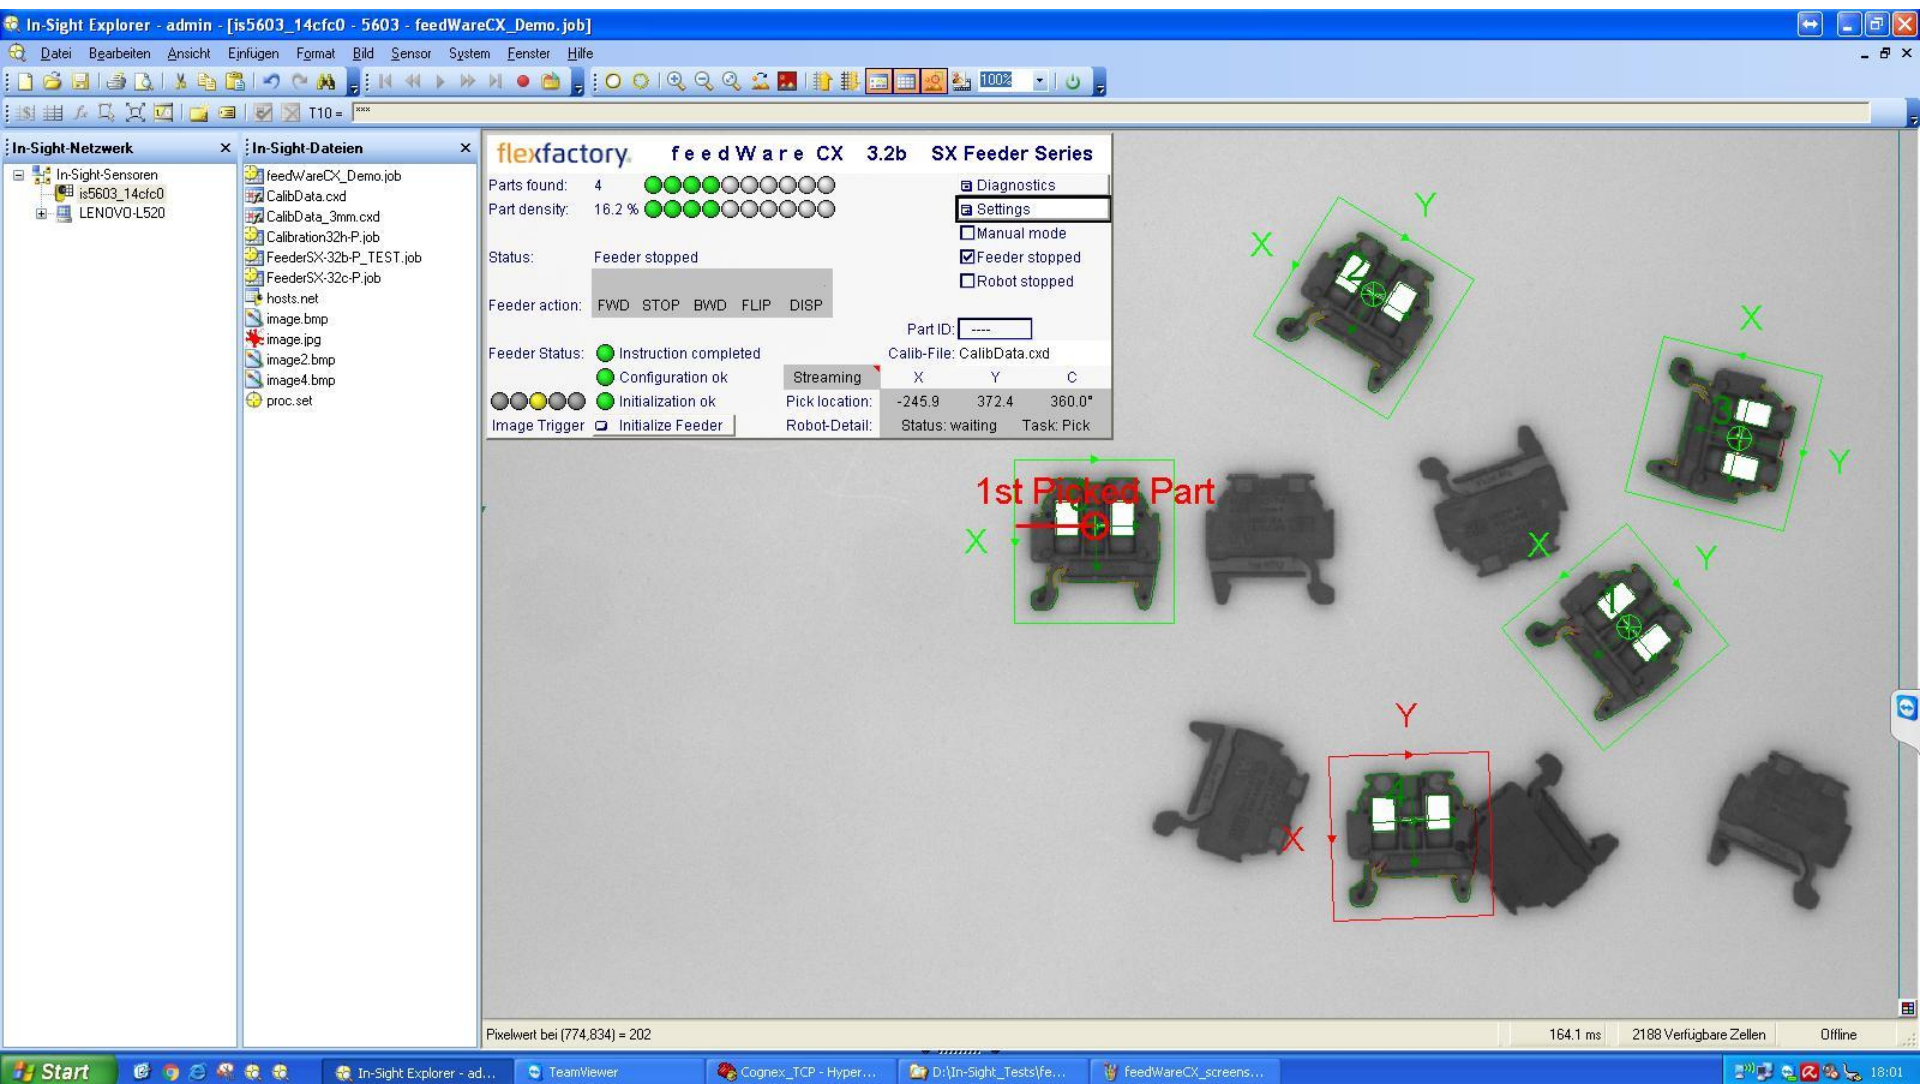 In-Sight Explorer - admin - [is5603_14cfc0 - 5603 - feedWareCX_Demo.job]
Datei Bearbeiten Ansicht Einfügen Format Bild Sensor System Fenster Hilfe
100%
T10 = ***
In-Sight-Netzwerk
In-Sight-Sensoren
is5603_14cfc0
LENOVO-L520
In-Sight-Dateien
feedWareCX_Demo.job
CalibData.cxd
CalibData_3mm.cxd
Calibration32h-P.job
FeederSX-32b-P_TEST.job
FeederSX-32c-P.job
hosts.net
image.bmp
image.jpg
image2.bmp
image4.bmp
proc.set
flexfactory. feedWare CX 3.2b SX Feeder Series
Parts found: 4 Diagnostics
Part density: 16.2 % Settings
Manual mode
Status: Feeder stopped Feeder stopped
Robot stopped
Feeder action: FWD STOP BWD FLIP DISP
Part ID: ----
Feeder Status: Instruction completed Calib-File: CalibData.cxd
Configuration ok Streaming X Y C
Initialization ok Pick location: -245.9 372.4 360.0°
Image Trigger Initialize Feeder Robot-Detail: Status: waiting Task: Pick
Y
X
2
X
3
Y
1st Picked Part
X
X
Y
1
Y
4
X
Pixelwert bei (774,834) = 202 164.1 ms 2188 Verfügbare Zellen Offline
Start In-Sight Explorer - ad... TeamViewer Cognex_TCP - Hyper... D:\In-Sight_Tests\fe... feedWareCX_screens... 18:01